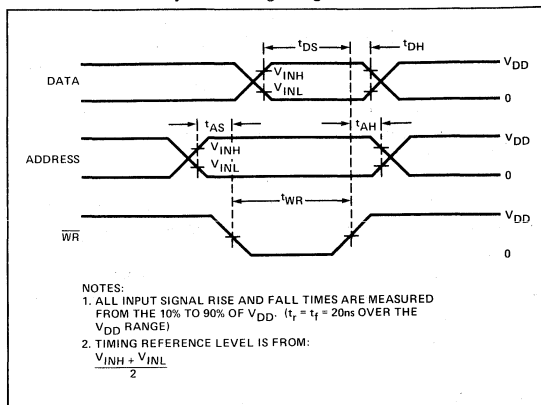 tDS
tDH
VDD
DATA
VINH
VINL
0
tAS
tAH
VDD
ADDRESS
VINH
VINL
0
tWR
VDD
WR
0
NOTES:
1. ALL INPUT SIGNAL RISE AND FALL TIMES ARE MEASURED
FROM THE 10% TO 90% OF VDD. (tr = tf = 20ns OVER THE
VDD RANGE)
2. TIMING REFERENCE LEVEL IS FROM:
VINH + VINL
2